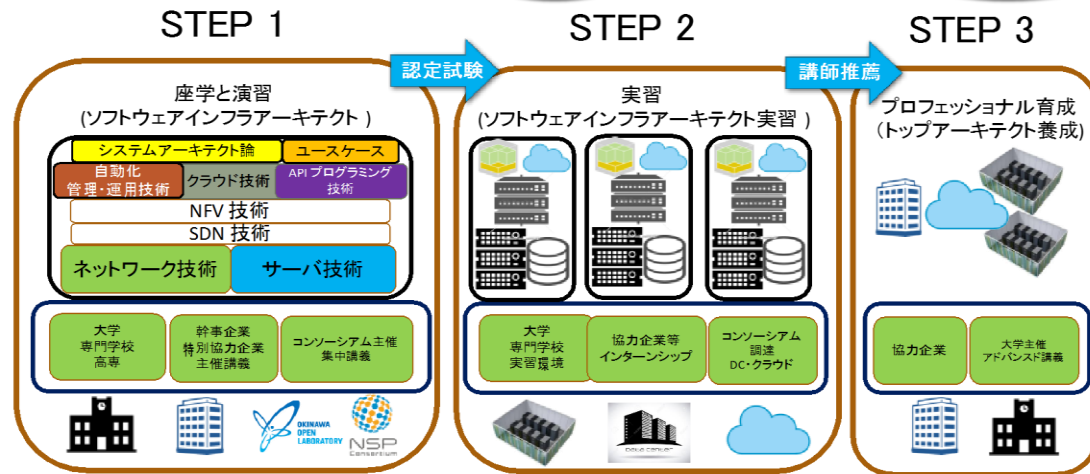 STEP 1
認定試験
STEP 2
講師推薦
STEP 3
座学と演習
(ソフトウェアインフラアーキテクト )
システムアーキテクト論
ユースケース
自動化
管理・運用技術
クラウド技術
API プログラミング
技術
NFV 技術
SDN 技術
ネットワーク技術
サーバ技術
大学
専門学校
高専
幹事企業
特別協力企業
主催講義
コンソーシアム主催
集中講義
OKINAWA
OPEN
LABORATORY
NSP
Consortium
実習
(ソフトウェアインフラアーキテクト実習 )
大学
専門学校
実習環境
協力企業等
インターンシップ
コンソーシアム
調達
DC・クラウド
Data center
プロフェッショナル育成
(トップアーキテクト養成)
協力企業
大学主催
アドバンスド講義